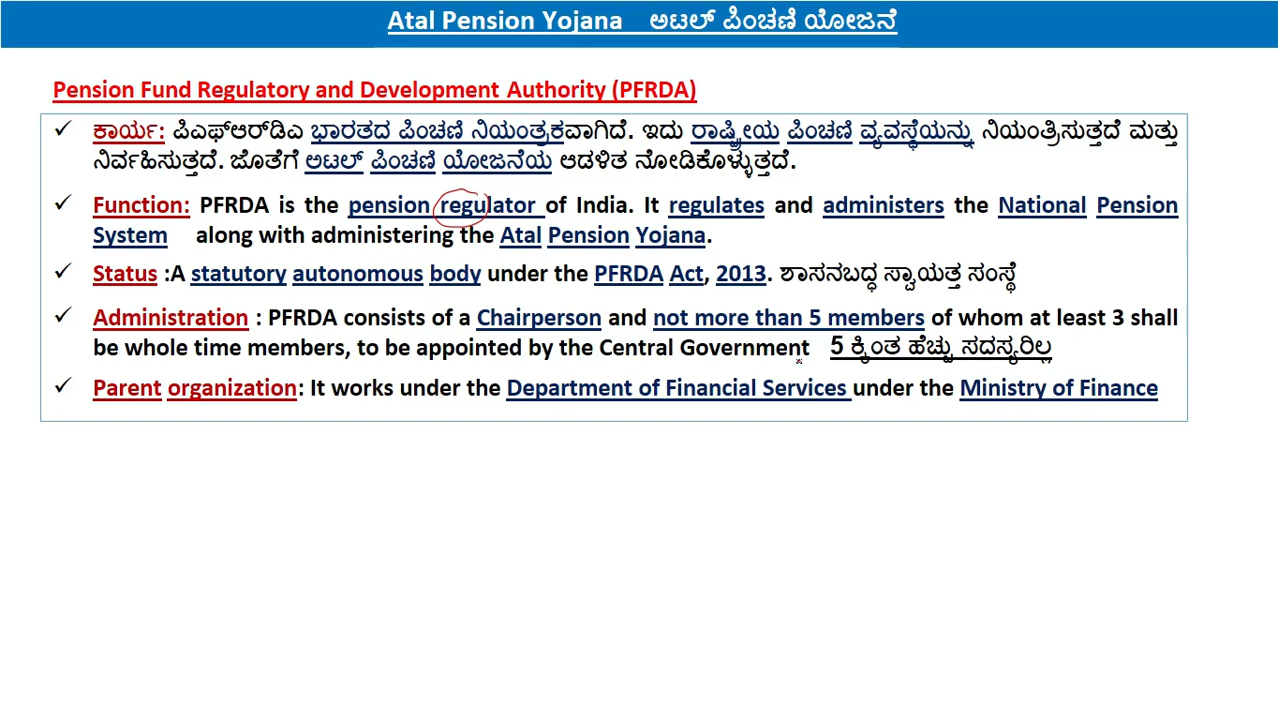 Atal Pension Yojana ಅಟಲ್ ಪಿಂಚಣಿ ಯೋಜನೆ
Pension Fund Regulatory and Development Authority (PFRDA)
✓ ಕಾರ್ಯ: ಪಿಎಫ್ಆರ್‌ಡಿಎ ಭಾರತದ ಪಿಂಚಣಿ ನಿಯಂತ್ರಕವಾಗಿದೆ. ಇದು ರಾಷ್ಟ್ರೀಯ ಪಿಂಚಣಿ ವ್ಯವಸ್ಥೆಯನ್ನು ನಿಯಂತ್ರಿಸುತ್ತದೆ ಮತ್ತು
ನಿರ್ವಹಿಸುತ್ತದೆ. ಜೊತೆಗೆ ಅಟಲ್ ಪಿಂಚಣಿ ಯೋಜನೆಯ ಆಡಳಿತ ನೋಡಿಕೊಳ್ಳುತ್ತದೆ.
✓ Function: PFRDA is the pension regulator of India. It regulates and administers the National Pension
System along with administering the Atal Pension Yojana.
✓ Status :A statutory autonomous body under the PFRDA Act, 2013. ಶಾಸನಬದ್ಧ ಸ್ವಾಯತ್ತ ಸಂಸ್ಥೆ
✓ Administration : PFRDA consists of a Chairperson and not more than 5 members of whom at least 3 shall
be whole time members, to be appointed by the Central Government 5 ಕ್ಕಿಂತ ಹೆಚ್ಚು ಸದಸ್ಯರಿಲ್ಲ
✓ Parent organization: It works under the Department of Financial Services under the Ministry of Finance